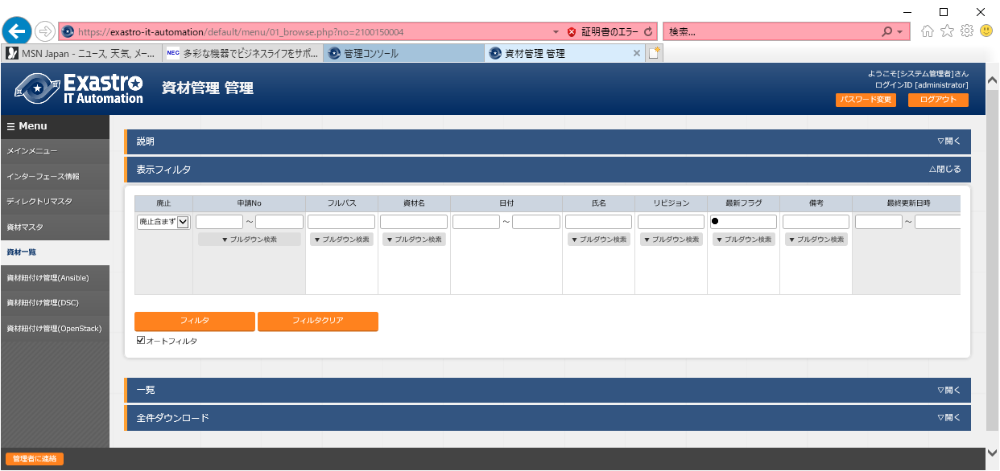 https://exastro-it-automation/default/menu/01_browse.php?no=2100150004 証明書のエラー 検索...
MSN Japan - ニュース, 天気, メー... NEC 多彩な機器でビジネスライフをサポ... 管理コンソール 資材管理 管理
Exastro IT Automation 資材管理 管理
ようこそ[システム管理者]さん
ログインID [administrator]
パスワード変更 ログアウト
☰ Menu
メインメニュー
インターフェース情報
ディレクトリマスタ
資材マスタ
資材一覧
資材紐付け管理(Ansible)
資材紐付け管理(DSC)
資材紐付け管理(OpenStack)
説明 ▽開く
表示フィルタ △閉じる
廃止 申請No フルパス 資材名 日付 氏名 リビジョン 最新フラグ 備考 最終更新日時
廃止含まず ～ ～ ● ～
▼プルダウン検索 ▼プルダウン検索 ▼プルダウン検索 ▼プルダウン検索 ▼プルダウン検索 ▼プルダウン検索 ▼プルダウン検索
フィルタ フィルタクリア
オートフィルタ
一覧 ▽開く
全件ダウンロード ▽開く
管理者に連絡